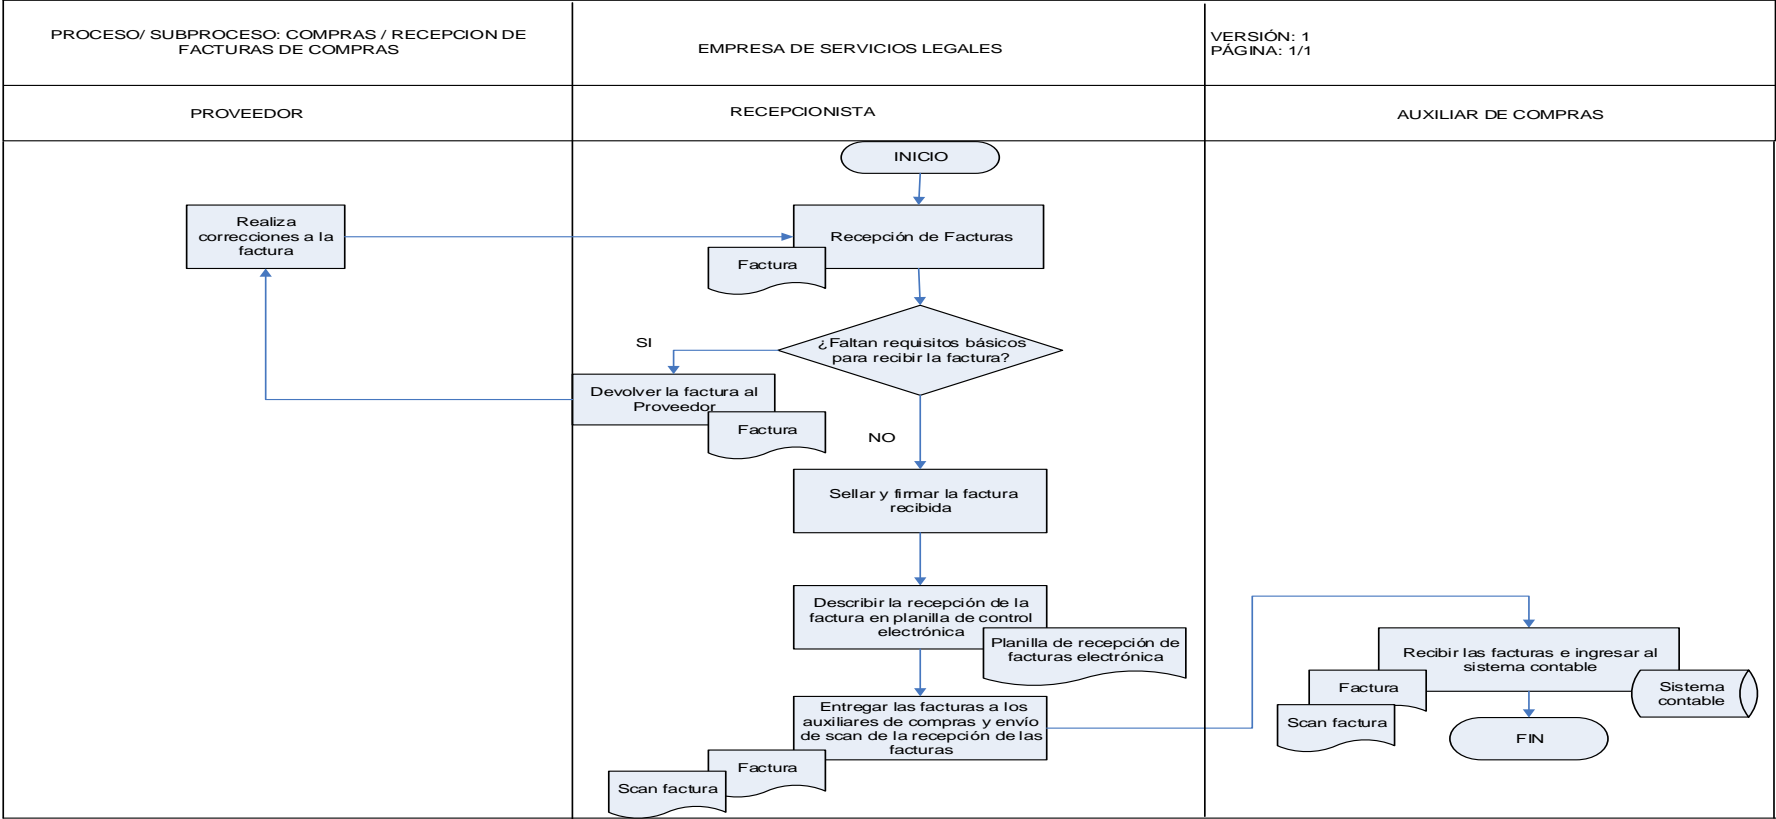 PROCESO/ SUBPROCESO: COMPRAS / RECEPCION DE
FACTURAS DE COMPRAS
EMPRESA DE SERVICIOS LEGALES
VERSIÓN: 1
PÁGINA: 1/1
PROVEEDOR
RECEPCIONISTA
AUXILIAR DE COMPRAS
INICIO
Realiza
correcciones a la
factura
Recepción de Facturas
Factura
¿Faltan requisitos básicos
para recibir la factura?
SI
Devolver la factura al
Proveedor
Factura
NO
Sellar y firmar la factura
recibida
Describir la recepción de la
factura en planilla de control
electrónica
Planilla de recepción de
facturas electrónica
Entregar las facturas a los
auxiliares de compras y envío
de scan de la recepción de las
facturas
Factura
Scan factura
Recibir las facturas e ingresar al
sistema contable
Factura
Scan factura
Sistema
contable
FIN